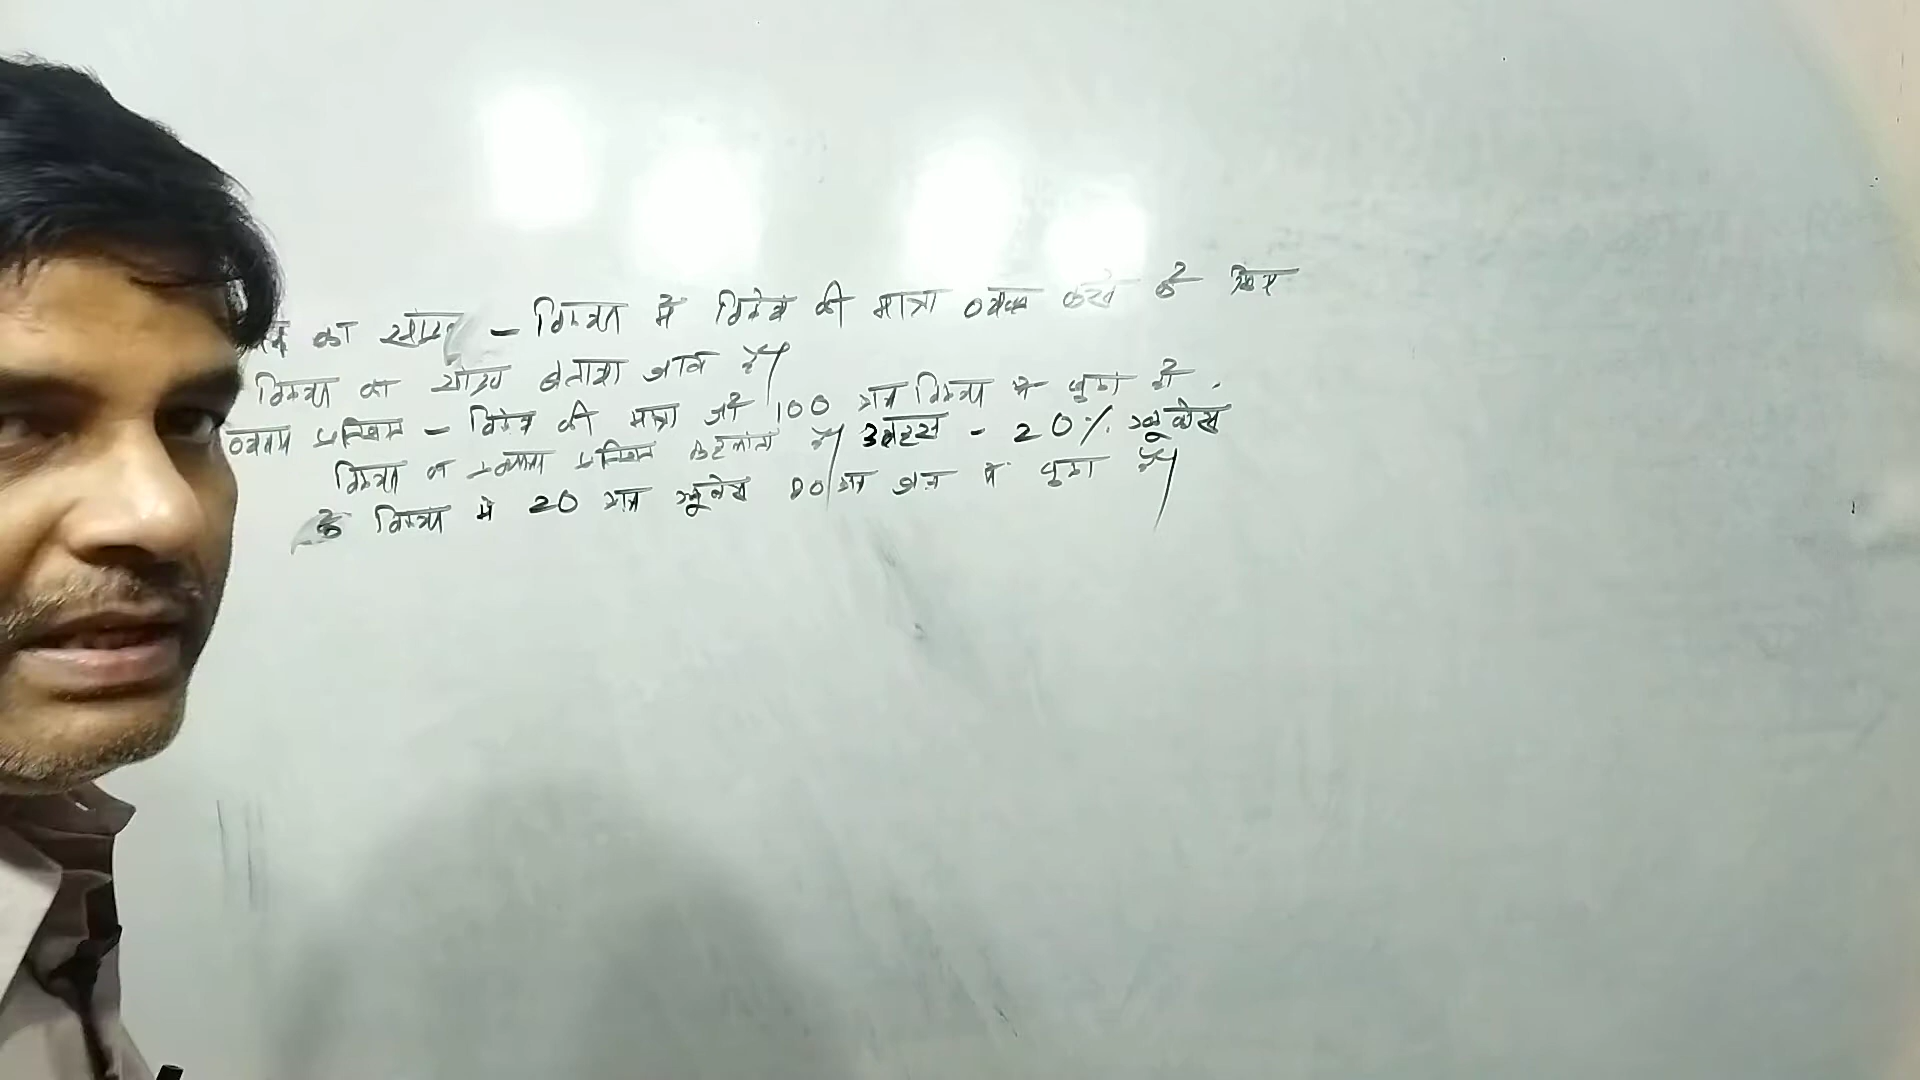 का सांद्रण – विलयन में विलेय की मात्रा व्यक्त करने के लिए
विलयन का सांद्रण बताया जाता है।
द्रव्यमान प्रतिशत – विलेय की मात्रा जो 100 ग्राम विलयन में घुला हो
विलयन का द्रव्यमान प्रतिशत कहलाता है। उदाहरण - 20% ग्लूकोस
के विलयन में 20 ग्राम ग्लूकोस 80 ग्राम जल में घुला है।